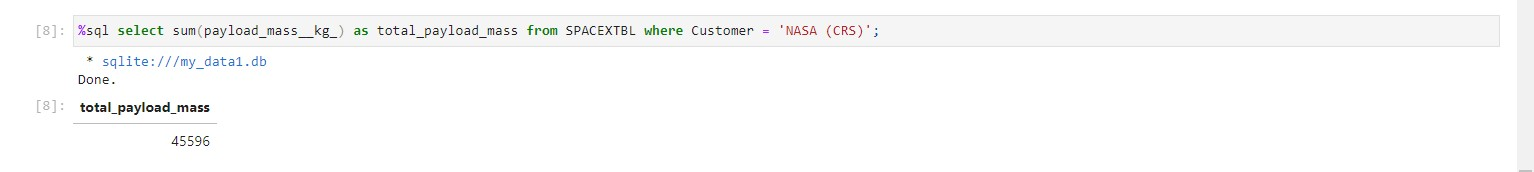 [8]: %sql select sum(payload_mass__kg_) as total_payload_mass from SPACEXTBL where Customer = 'NASA (CRS)';
* sqlite:///my_data1.db
Done.
[8]: total_payload_mass
45596